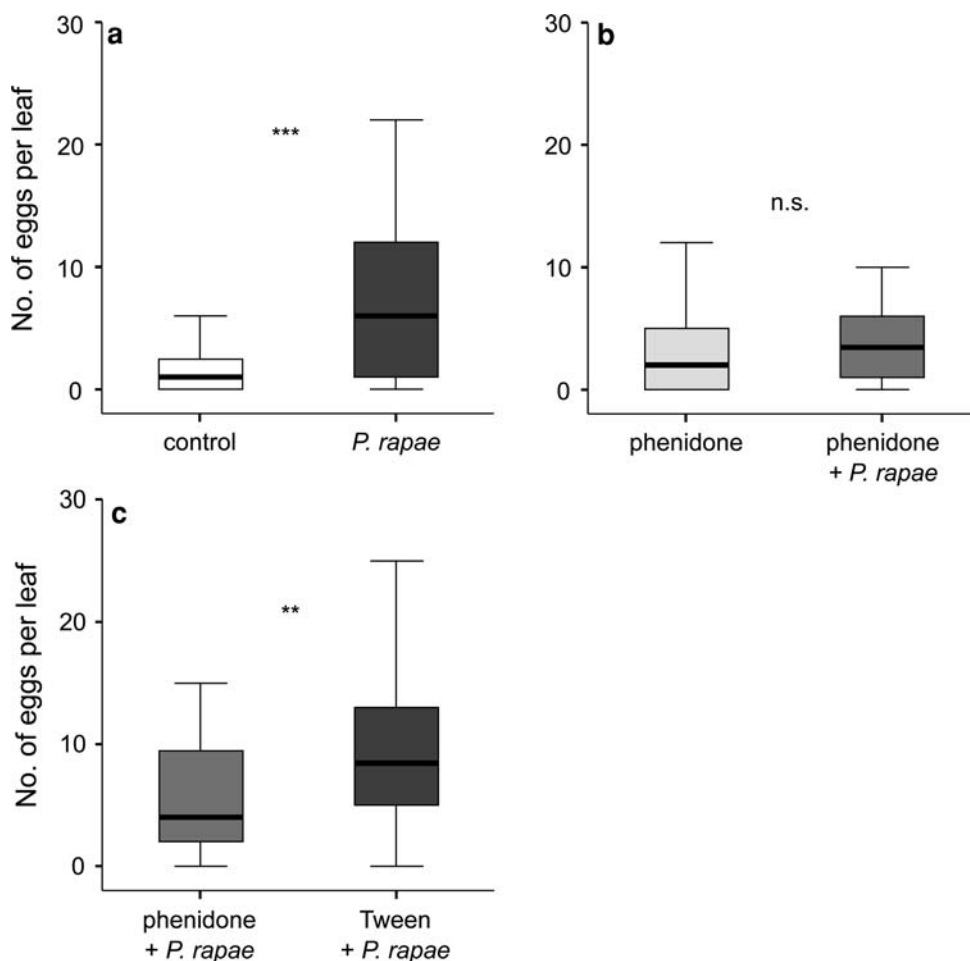 a
No. of eggs per leaf
30
20
10
0
***
control
P. rapae
b
30
20
10
0
n.s.
phenidone
phenidone
+ P. rapae
c
No. of eggs per leaf
30
20
10
0
**
phenidone
+ P. rapae
Tween
+ P. rapae